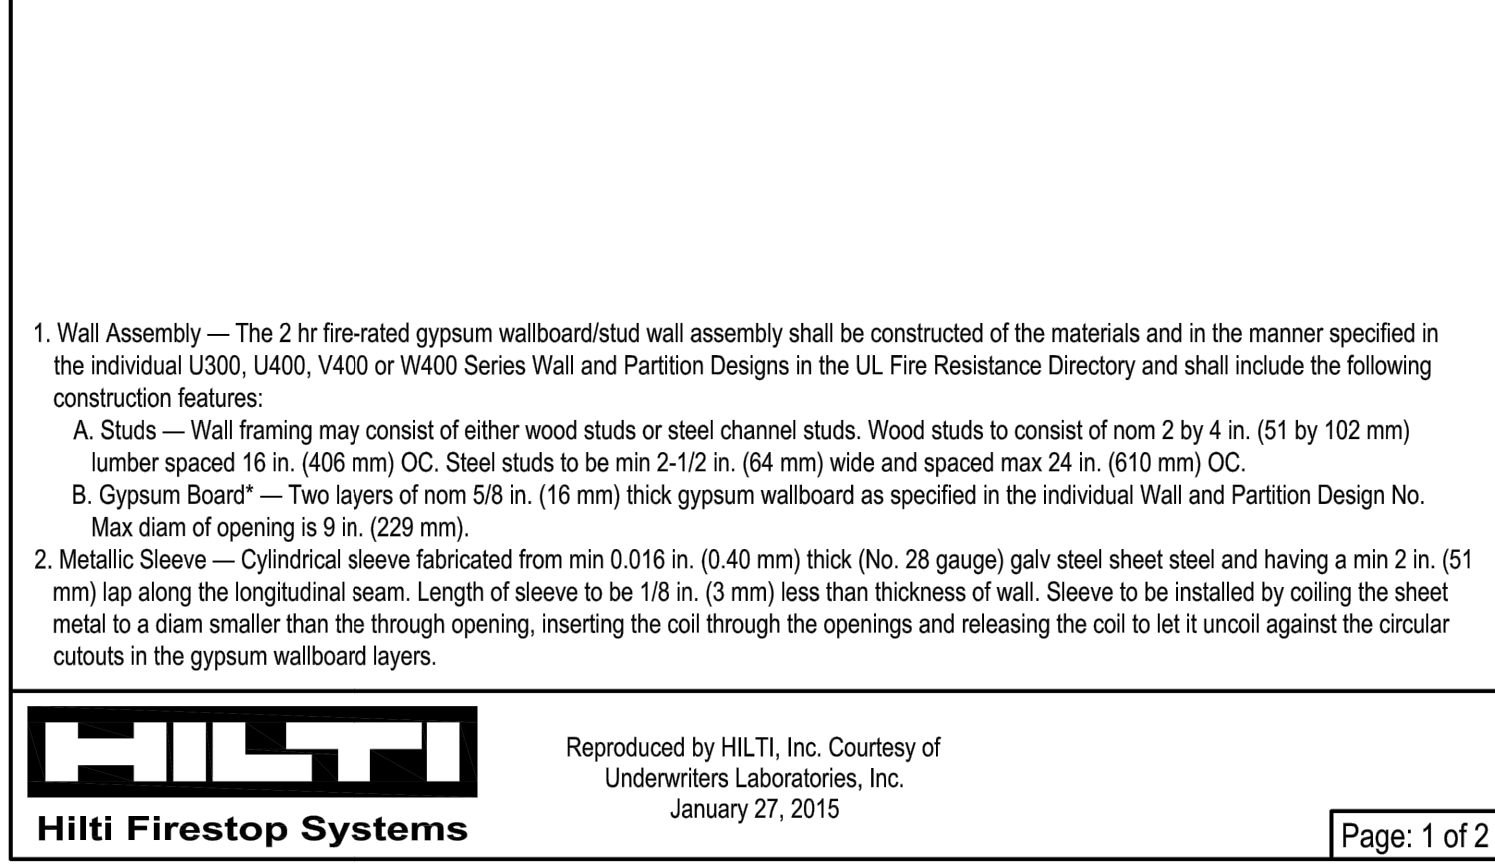 1. Wall Assembly — The 2 hr fire-rated gypsum wallboard/stud wall assembly shall be constructed of the materials and in the manner specified in
the individual U300, U400, V400 or W400 Series Wall and Partition Designs in the UL Fire Resistance Directory and shall include the following
construction features:
A. Studs — Wall framing may consist of either wood studs or steel channel studs. Wood studs to consist of nom 2 by 4 in. (51 by 102 mm)
lumber spaced 16 in. (406 mm) OC. Steel studs to be min 2-1/2 in. (64 mm) wide and spaced max 24 in. (610 mm) OC.
B. Gypsum Board* — Two layers of nom 5/8 in. (16 mm) thick gypsum wallboard as specified in the individual Wall and Partition Design No.
Max diam of opening is 9 in. (229 mm).
2. Metallic Sleeve — Cylindrical sleeve fabricated from min 0.016 in. (0.40 mm) thick (No. 28 gauge) galv steel sheet steel and having a min 2 in. (51
mm) lap along the longitudinal seam. Length of sleeve to be 1/8 in. (3 mm) less than thickness of wall. Sleeve to be installed by coiling the sheet
metal to a diam smaller than the through opening, inserting the coil through the openings and releasing the coil to let it uncoil against the circular
cutouts in the gypsum wallboard layers.
HILTI
Hilti Firestop Systems
Reproduced by HILTI, Inc. Courtesy of
Underwriters Laboratories, Inc.
January 27, 2015
Page: 1 of 2